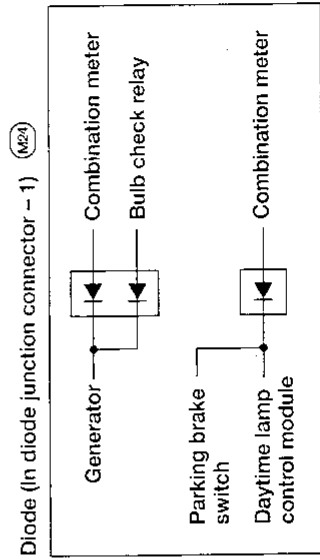 Diode (In diode junction connector – 1) M24
Generator
Combination meter
Bulb check relay
Parking brake
switch
Daytime lamp
control module
Combination meter